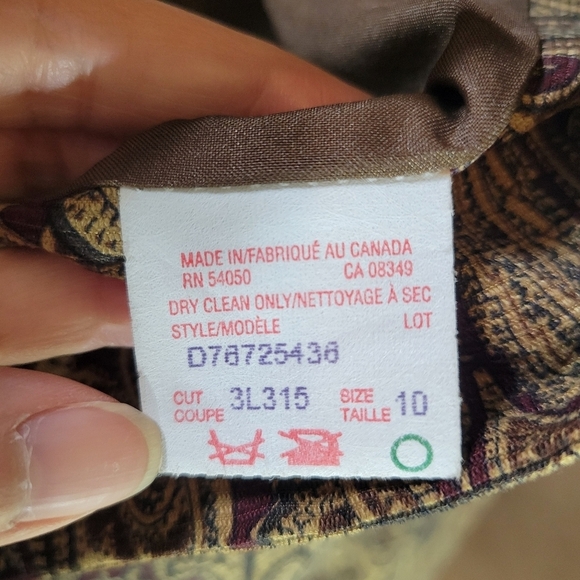 MADE IN/FABRIQUÉ AU CANADA
RN 54050 CA 08349
DRY CLEAN ONLY/NETTOYAGE À SEC
STYLE/MODÈLE LOT
D76725436
CUT COUPE 3L315 SIZE TAILLE 10